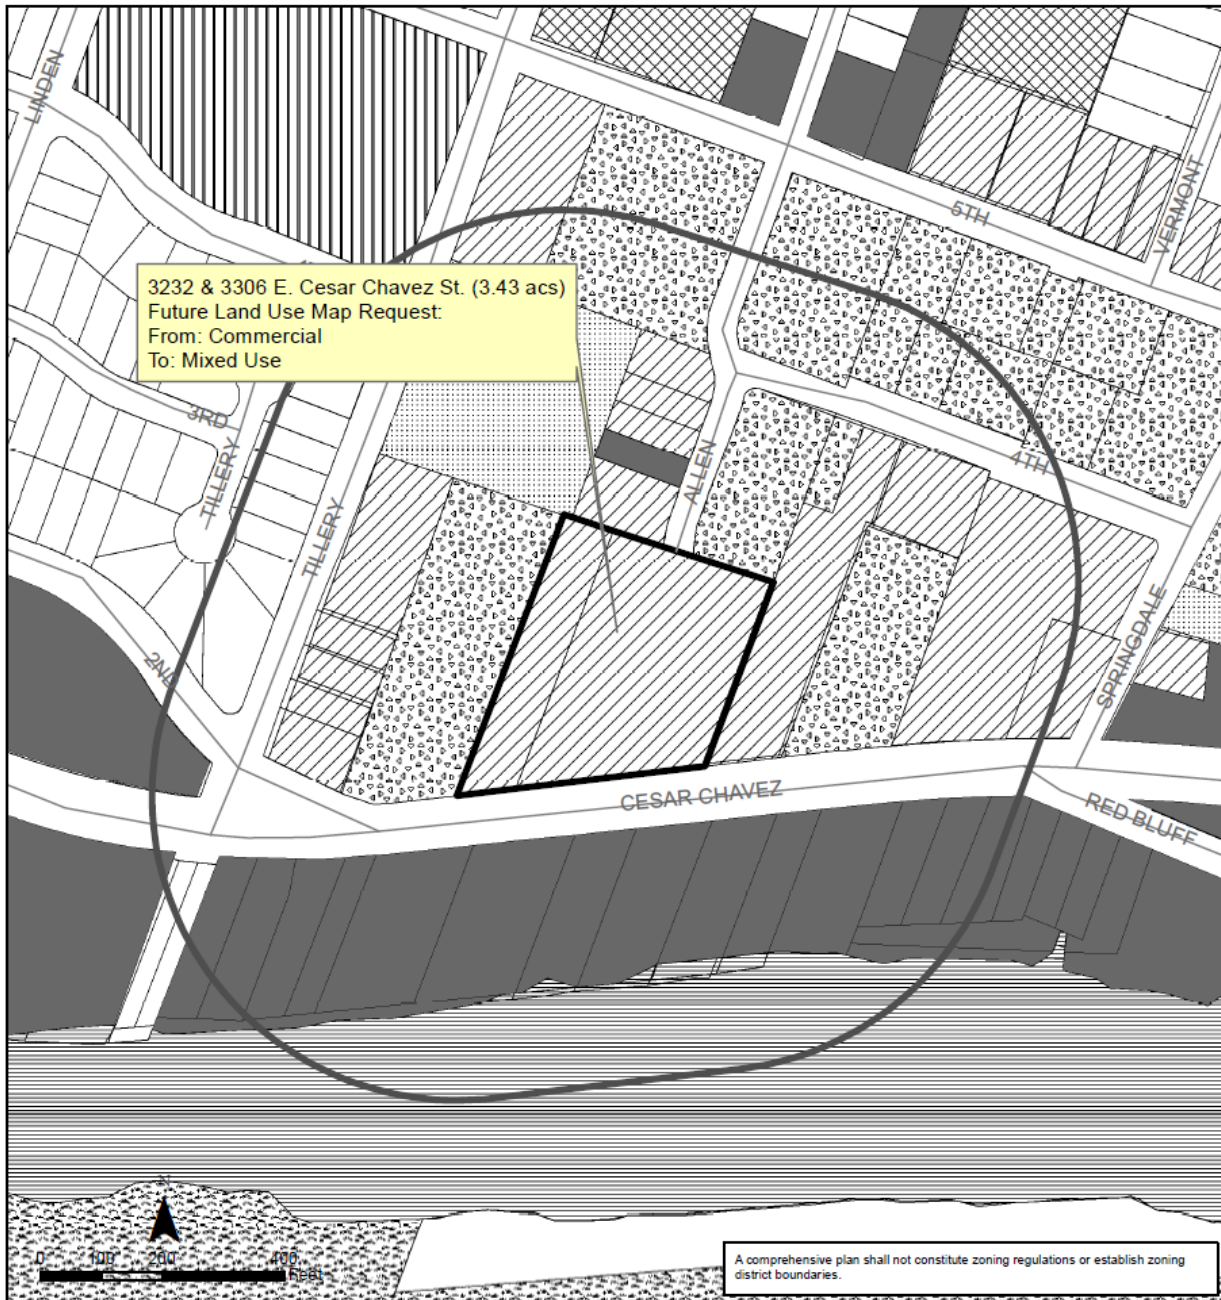 LINDEN
5TH
VERMONT
3232 & 3306 E. Cesar Chavez St. (3.43 acs)
Future Land Use Map Request:
From: Commercial
To: Mixed Use
3RD
TILLERY
TILLERY
ALLEN
4TH
2ND
SPRINGDALE
CESAR CHAVEZ
RED BLUFF
N
0 100 200 400
Feet
A comprehensive plan shall not constitute zoning regulations or establish zoning
district boundaries.